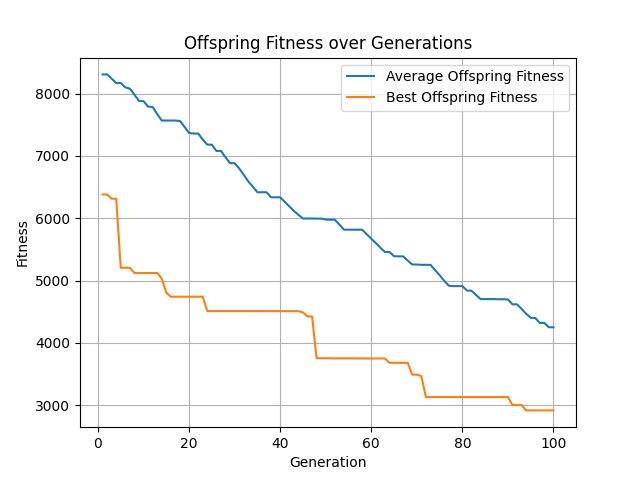 Offspring Fitness over Generations
Average Offspring Fitness
Best Offspring Fitness
Fitness
8000
7000
6000
5000
4000
3000
0 20 40 60 80 100
Generation